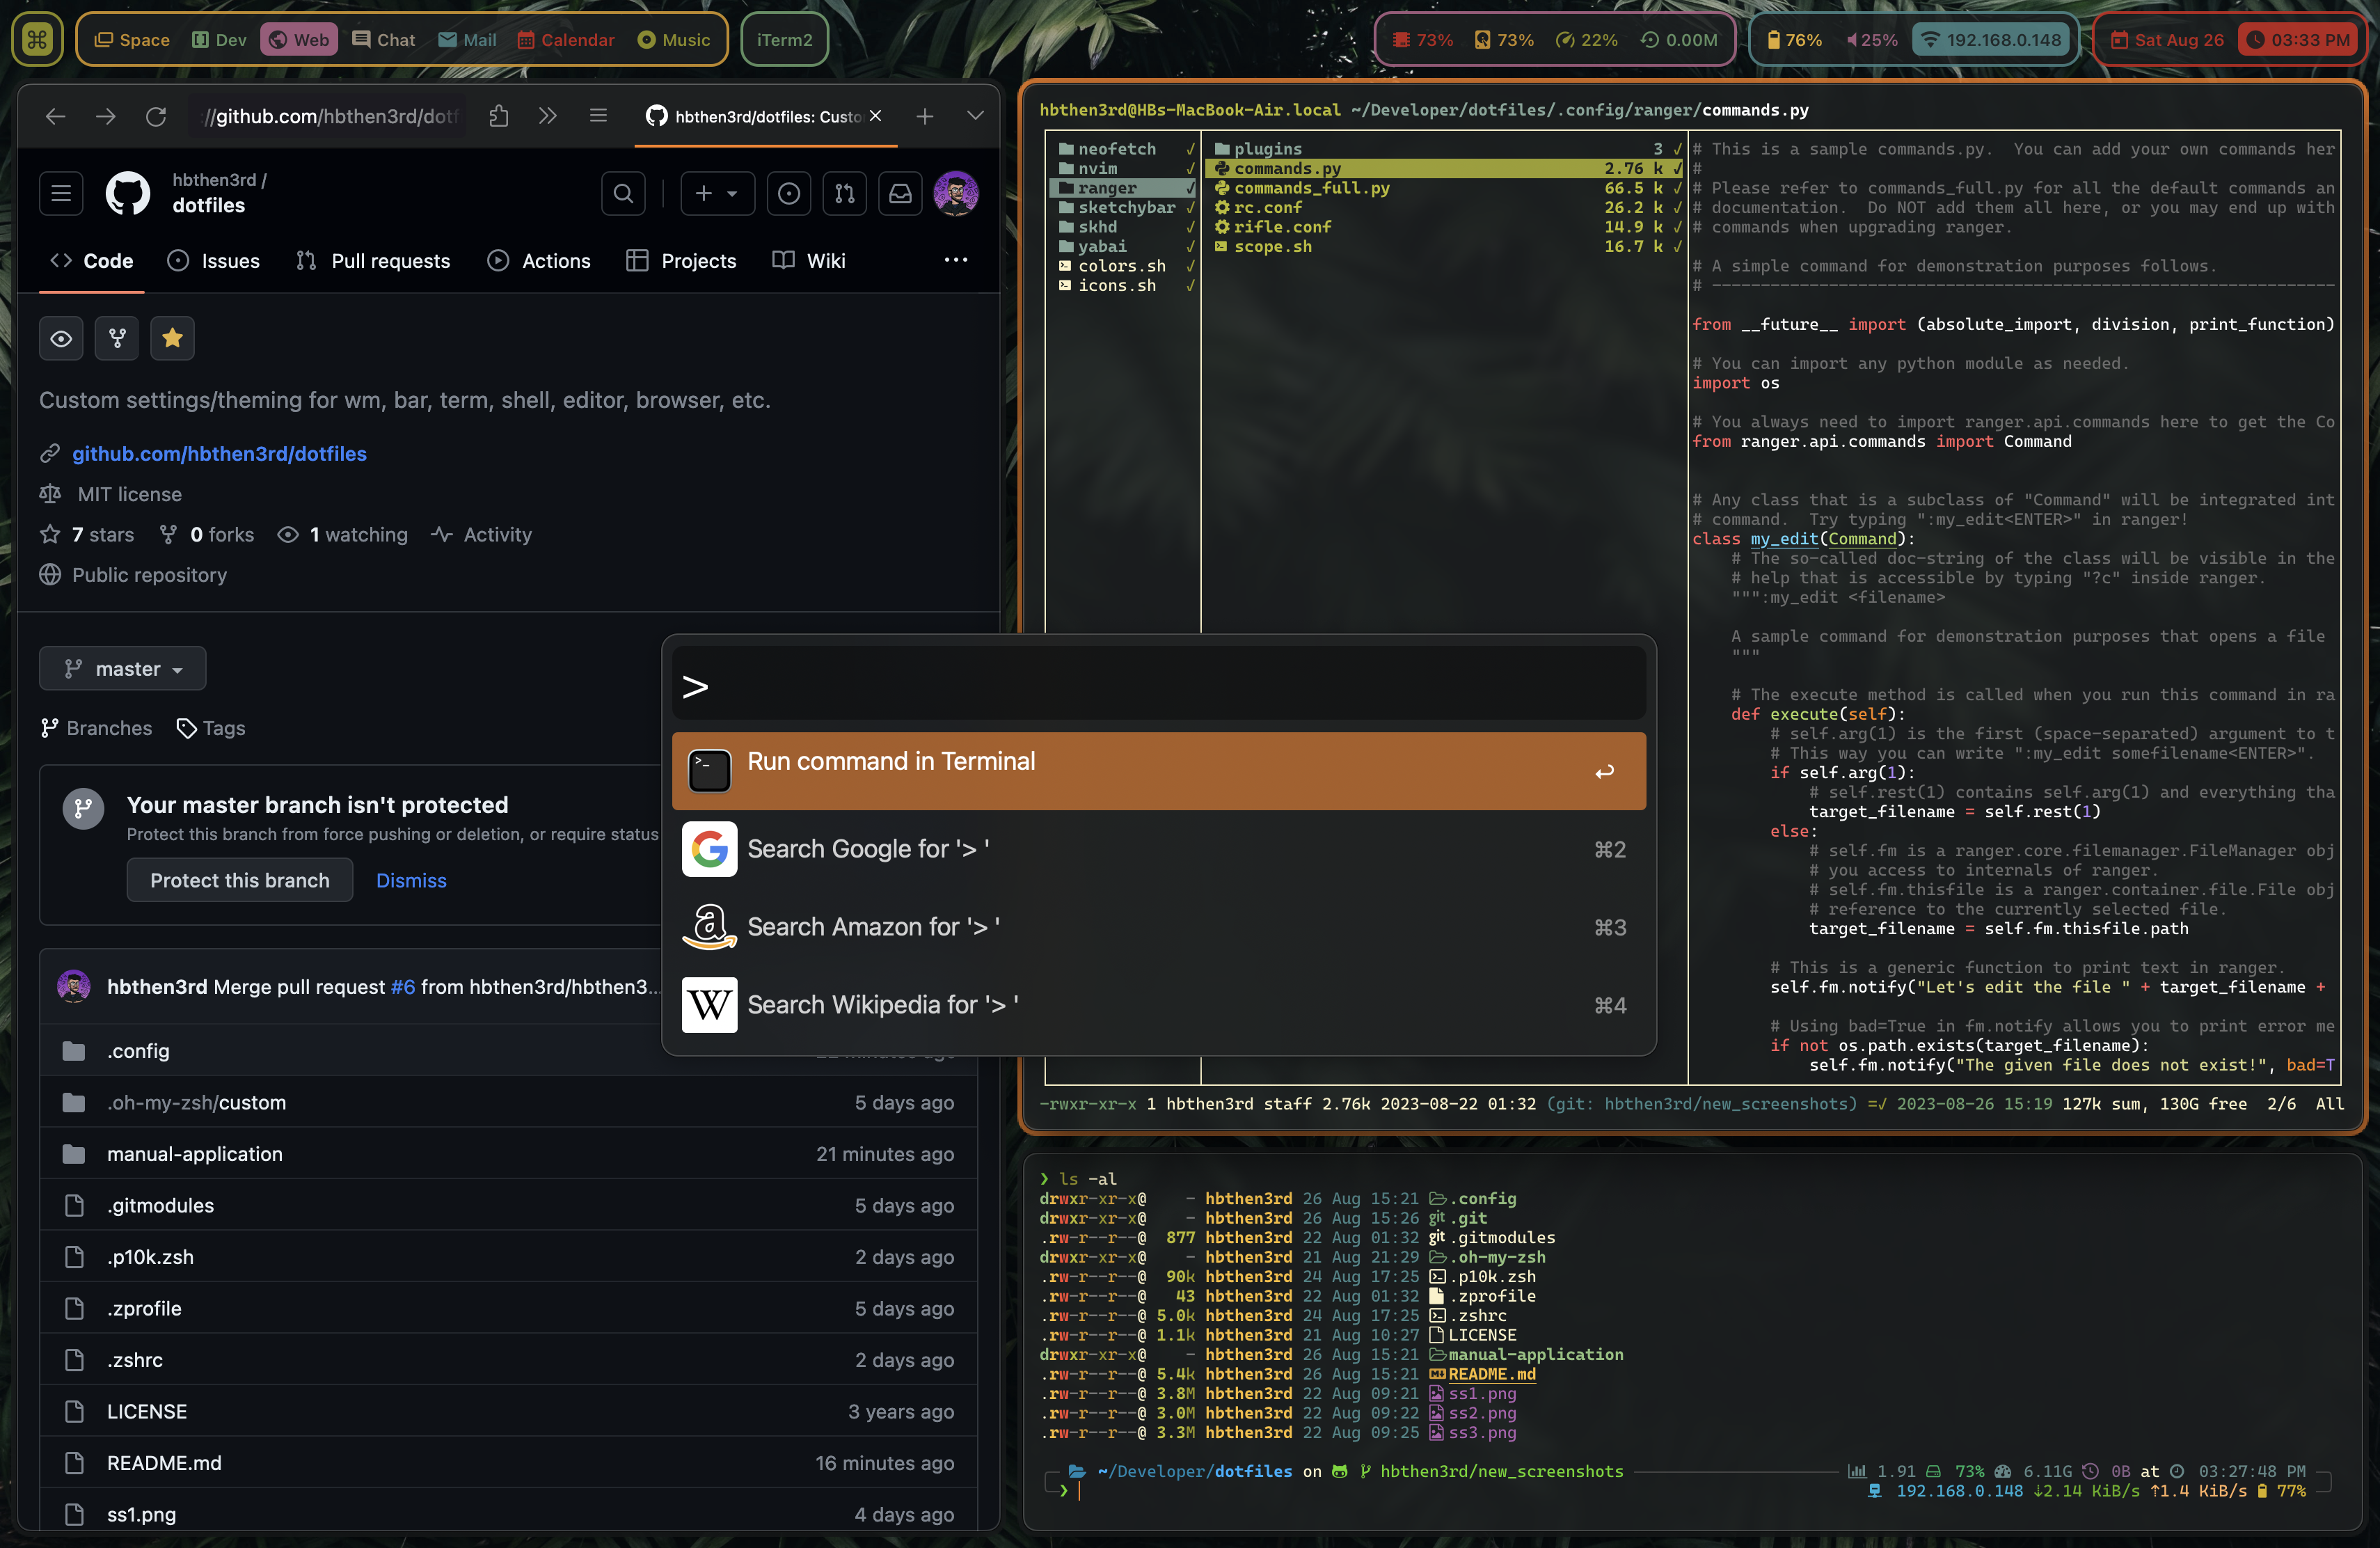 Space Dev Web Chat Mail Calendar Music iTerm2 73% 73% 22% 0.00M 76% 25% 192.168.0.148 Sat Aug 26 03:33 PM
://github.com/hbthen3rd/dotf hbthen3rd/dotfiles: Custo
hbthen3rd /
dotfiles
Code Issues Pull requests Actions Projects Wiki
Custom settings/theming for wm, bar, term, shell, editor, browser, etc.
github.com/hbthen3rd/dotfiles
MIT license
7 stars 0 forks 1 watching Activity
Public repository
master
Branches Tags
Your master branch isn't protected
Protect this branch from force pushing or deletion, or require status
Protect this branch Dismiss
hbthen3rd Merge pull request #6 from hbthen3rd/hbthen3…
.config
.oh-my-zsh/custom 5 days ago
manual-application 21 minutes ago
.gitmodules 5 days ago
.p10k.zsh 2 days ago
.zprofile 5 days ago
.zshrc 2 days ago
LICENSE 3 years ago
README.md 16 minutes ago
ss1.png 4 days ago
>
Run command in Terminal
Search Google for '> ' ⌘2
Search Amazon for '> ' ⌘3
Search Wikipedia for '> ' ⌘4
hbthen3rd@HBs-MacBook-Air.local ~/Developer/dotfiles/.config/ranger/commands.py
neofetch ✓
nvim ✓
ranger ✓
sketchybar ✓
skhd ✓
yabai ✓
colors.sh ✓
icons.sh ✓
plugins 3 ✓
commands.py 2.76 k ✓
commands_full.py 66.5 k ✓
rc.conf 26.2 k ✓
rifle.conf 14.9 k ✓
scope.sh 16.7 k ✓
# This is a sample commands.py.  You can add your own commands her
#
# Please refer to commands_full.py for all the default commands an
# documentation.  Do NOT add them all here, or you may end up with
# commands when upgrading ranger.
# A simple command for demonstration purposes follows.
# ----------------------------------------------------------------
from __future__ import (absolute_import, division, print_function)
# You can import any python module as needed.
import os
# You always need to import ranger.api.commands here to get the Co
from ranger.api.commands import Command
# Any class that is a subclass of "Command" will be integrated int
# command.  Try typing ":my_edit<ENTER>" in ranger!
class my_edit(Command):
# The so-called doc-string of the class will be visible in the
# help that is accessible by typing "?c" inside ranger.
""":my_edit <filename>
A sample command for demonstration purposes that opens a file
"""
# The execute method is called when you run this command in ra
def execute(self):
# self.arg(1) is the first (space-separated) argument to t
# This way you can write ":my_edit somefilename<ENTER>".
if self.arg(1):
# self.rest(1) contains self.arg(1) and everything tha
target_filename = self.rest(1)
else:
# self.fm is a ranger.core.filemanager.FileManager obj
# you access to internals of ranger.
# self.fm.thisfile is a ranger.container.file.File obj
# reference to the currently selected file.
target_filename = self.fm.thisfile.path
# This is a generic function to print text in ranger.
self.fm.notify("Let's edit the file " + target_filename +
# Using bad=True in fm.notify allows you to print error me
if not os.path.exists(target_filename):
self.fm.notify("The given file does not exist!", bad=T
-rwxr-xr-x 1 hbthen3rd staff 2.76k 2023-08-22 01:32 (git: hbthen3rd/new_screenshots) =✓ 2023-08-26 15:19 127k sum, 130G free  2/6  All
❯ ls -al
drwxr-xr-x@ - hbthen3rd 26 Aug 15:21 .config
drwxr-xr-x@ - hbthen3rd 26 Aug 15:26 git .git
.rw-r--r--@ 877 hbthen3rd 22 Aug 01:32 git .gitmodules
drwxr-xr-x@ - hbthen3rd 21 Aug 21:29 .oh-my-zsh
.rw-r--r--@ 90k hbthen3rd 24 Aug 17:25 .p10k.zsh
.rw-r--r--@ 43 hbthen3rd 22 Aug 01:32 .zprofile
.rw-r--r--@ 5.0k hbthen3rd 24 Aug 17:25 .zshrc
.rw-r--r--@ 1.1k hbthen3rd 21 Aug 10:27 LICENSE
drwxr-xr-x@ - hbthen3rd 26 Aug 15:21 manual-application
.rw-r--r--@ 5.4k hbthen3rd 26 Aug 15:21 README.md
.rw-r--r--@ 3.8M hbthen3rd 22 Aug 09:21 ss1.png
.rw-r--r--@ 3.0M hbthen3rd 22 Aug 09:22 ss2.png
.rw-r--r--@ 3.3M hbthen3rd 22 Aug 09:25 ss3.png
~/Developer/dotfiles on hbthen3rd/new_screenshots 1.91 73% 6.11G 0B at 03:27:48 PM
❯ 192.168.0.148 ↓2.14 KiB/s ↑1.4 KiB/s 77%